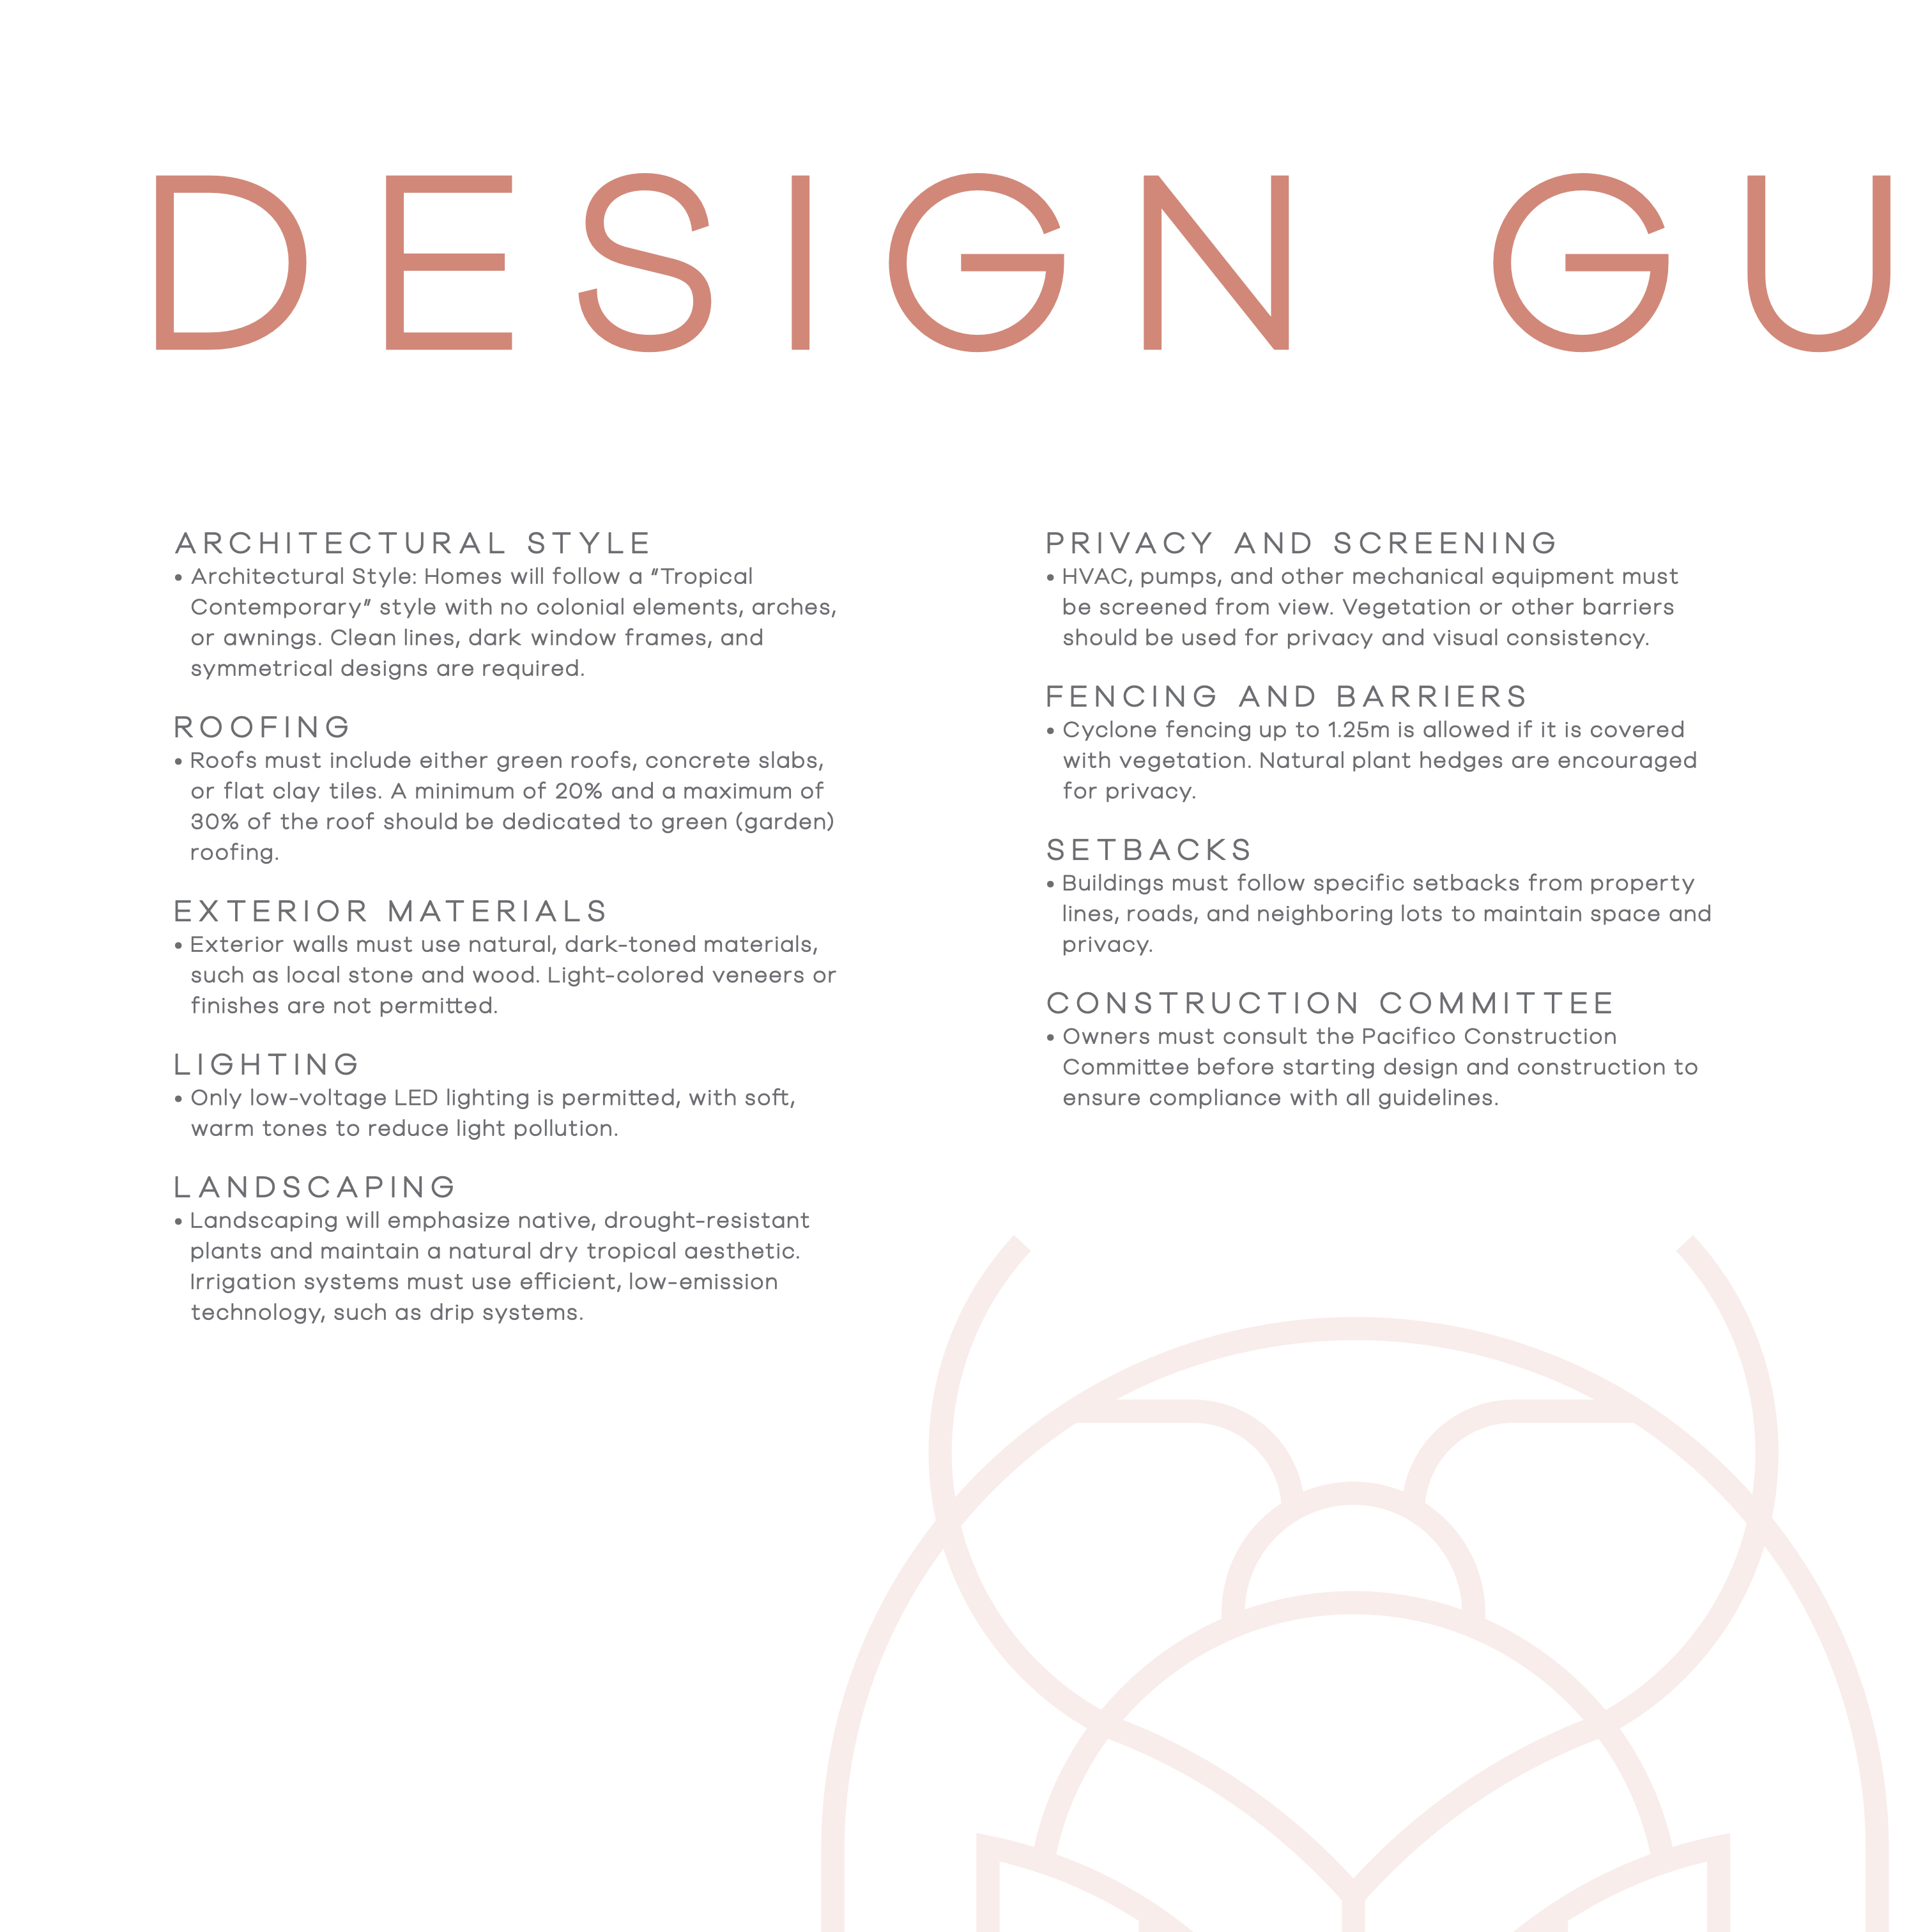 DESIGN GU
ARCHITECTURAL STYLE
• Architectural Style: Homes will follow a "Tropical
Contemporary" style with no colonial elements, arches,
or awnings. Clean lines, dark window frames, and
symmetrical designs are required.
ROOFING
• Roofs must include either green roofs, concrete slabs,
or flat clay tiles. A minimum of 20% and a maximum of
30% of the roof should be dedicated to green (garden)
roofing.
EXTERIOR MATERIALS
• Exterior walls must use natural, dark-toned materials,
such as local stone and wood. Light-colored veneers or
finishes are not permitted.
LIGHTING
• Only low-voltage LED lighting is permitted, with soft,
warm tones to reduce light pollution.
LANDSCAPING
• Landscaping will emphasize native, drought-resistant
plants and maintain a natural dry tropical aesthetic.
Irrigation systems must use efficient, low-emission
technology, such as drip systems.
PRIVACY AND SCREENING
• HVAC, pumps, and other mechanical equipment must
be screened from view. Vegetation or other barriers
should be used for privacy and visual consistency.
FENCING AND BARRIERS
• Cyclone fencing up to 1.25m is allowed if it is covered
with vegetation. Natural plant hedges are encouraged
for privacy.
SETBACKS
• Buildings must follow specific setbacks from property
lines, roads, and neighboring lots to maintain space and
privacy.
CONSTRUCTION COMMITTEE
• Owners must consult the Pacifico Construction
Committee before starting design and construction to
ensure compliance with all guidelines.